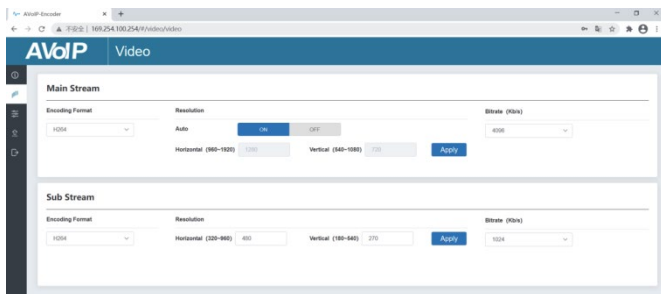 AVoIP-Encoder
不安全 | 169.254.100.254/#/video/video
AVoIP Video
Main Stream
Encoding Format Resolution Bitrate (Kb/s)
H264 Auto ON OFF 4096
Horizontal (960~1920) 1280 Vertical (540~1080) 720 Apply
Sub Stream
Encoding Format Resolution Bitrate (Kb/s)
H264 Horizontal (320~960) 480 Vertical (180~540) 270 Apply 1024